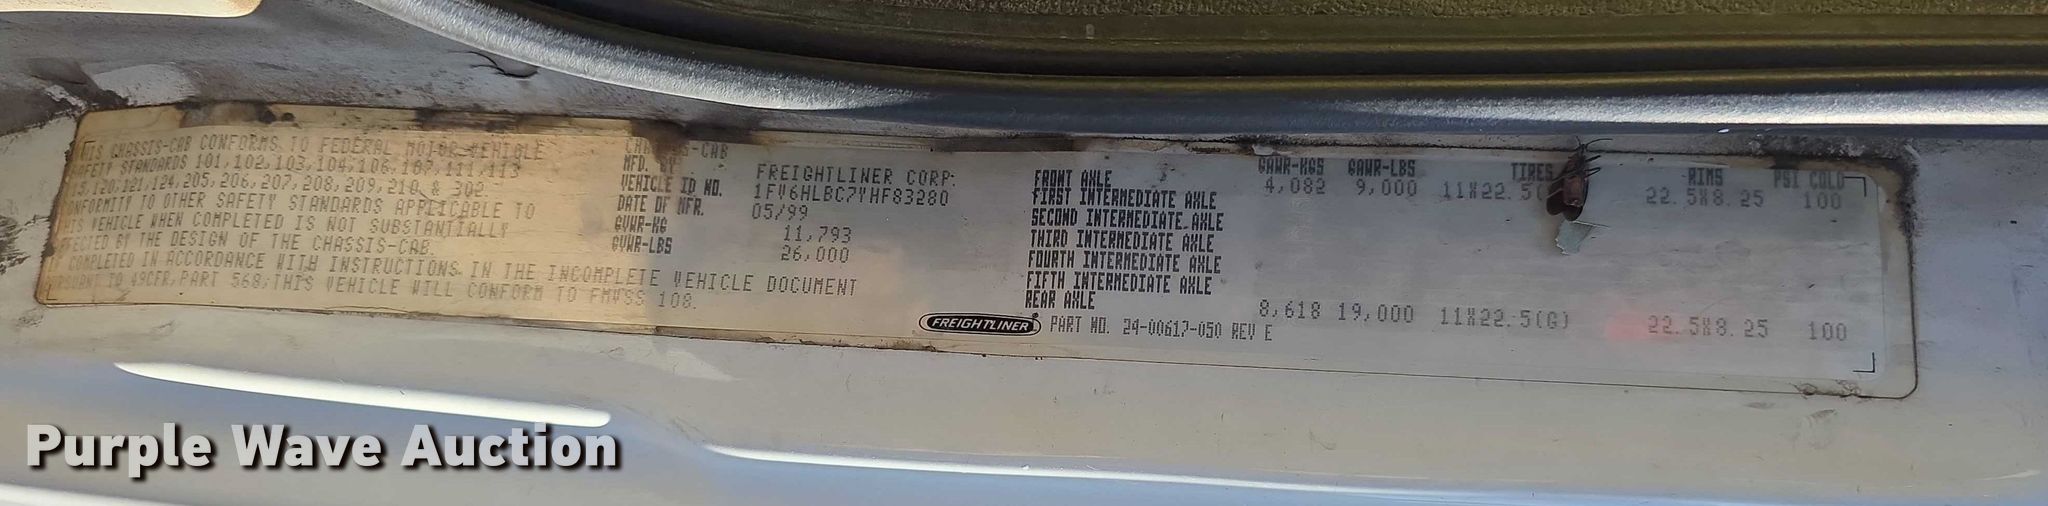 THIS CHASSIS-CAB CONFORMS TO FEDERAL MOTOR VEHICLE
SAFETY STANDARDS 101,102,103,104,106,107,111,113
115,120,121,124,205,206,207,208,209,210 & 302
CONFORMITY TO OTHER SAFETY STANDARDS APPLICABLE TO
THIS VEHICLE WHEN COMPLETED IS NOT SUBSTANTIALLY
AFFECTED BY THE DESIGN OF THE CHASSIS-CAB.
IF COMPLETED IN ACCORDANCE WITH INSTRUCTIONS IN THE INCOMPLETE VEHICLE DOCUMENT
PURSUANT TO 49CFR, PART 568, THIS VEHICLE WILL CONFORM TO FMVSS 108.
CHASSIS-CAB
MFD. BY FREIGHTLINER CORP.
VEHICLE ID NO. 1FV6HLBC7YHF83280
DATE OF MFR. 05/99
GVWR-KG 11,793
GVWR-LBS 26,000
GAWR-KGS GAWR-LBS TIRES RIMS PSI COLD
FRONT AXLE 4,082 9,000 11X22.5( 22.5X8.25 100
FIRST INTERMEDIATE AXLE
SECOND INTERMEDIATE AXLE
THIRD INTERMEDIATE AXLE
FOURTH INTERMEDIATE AXLE
FIFTH INTERMEDIATE AXLE
REAR AXLE 8,618 19,000 11X22.5(G) 22.5X8.25 100
FREIGHTLINER PART NO. 24-00617-050 REV E
Purple Wave Auction